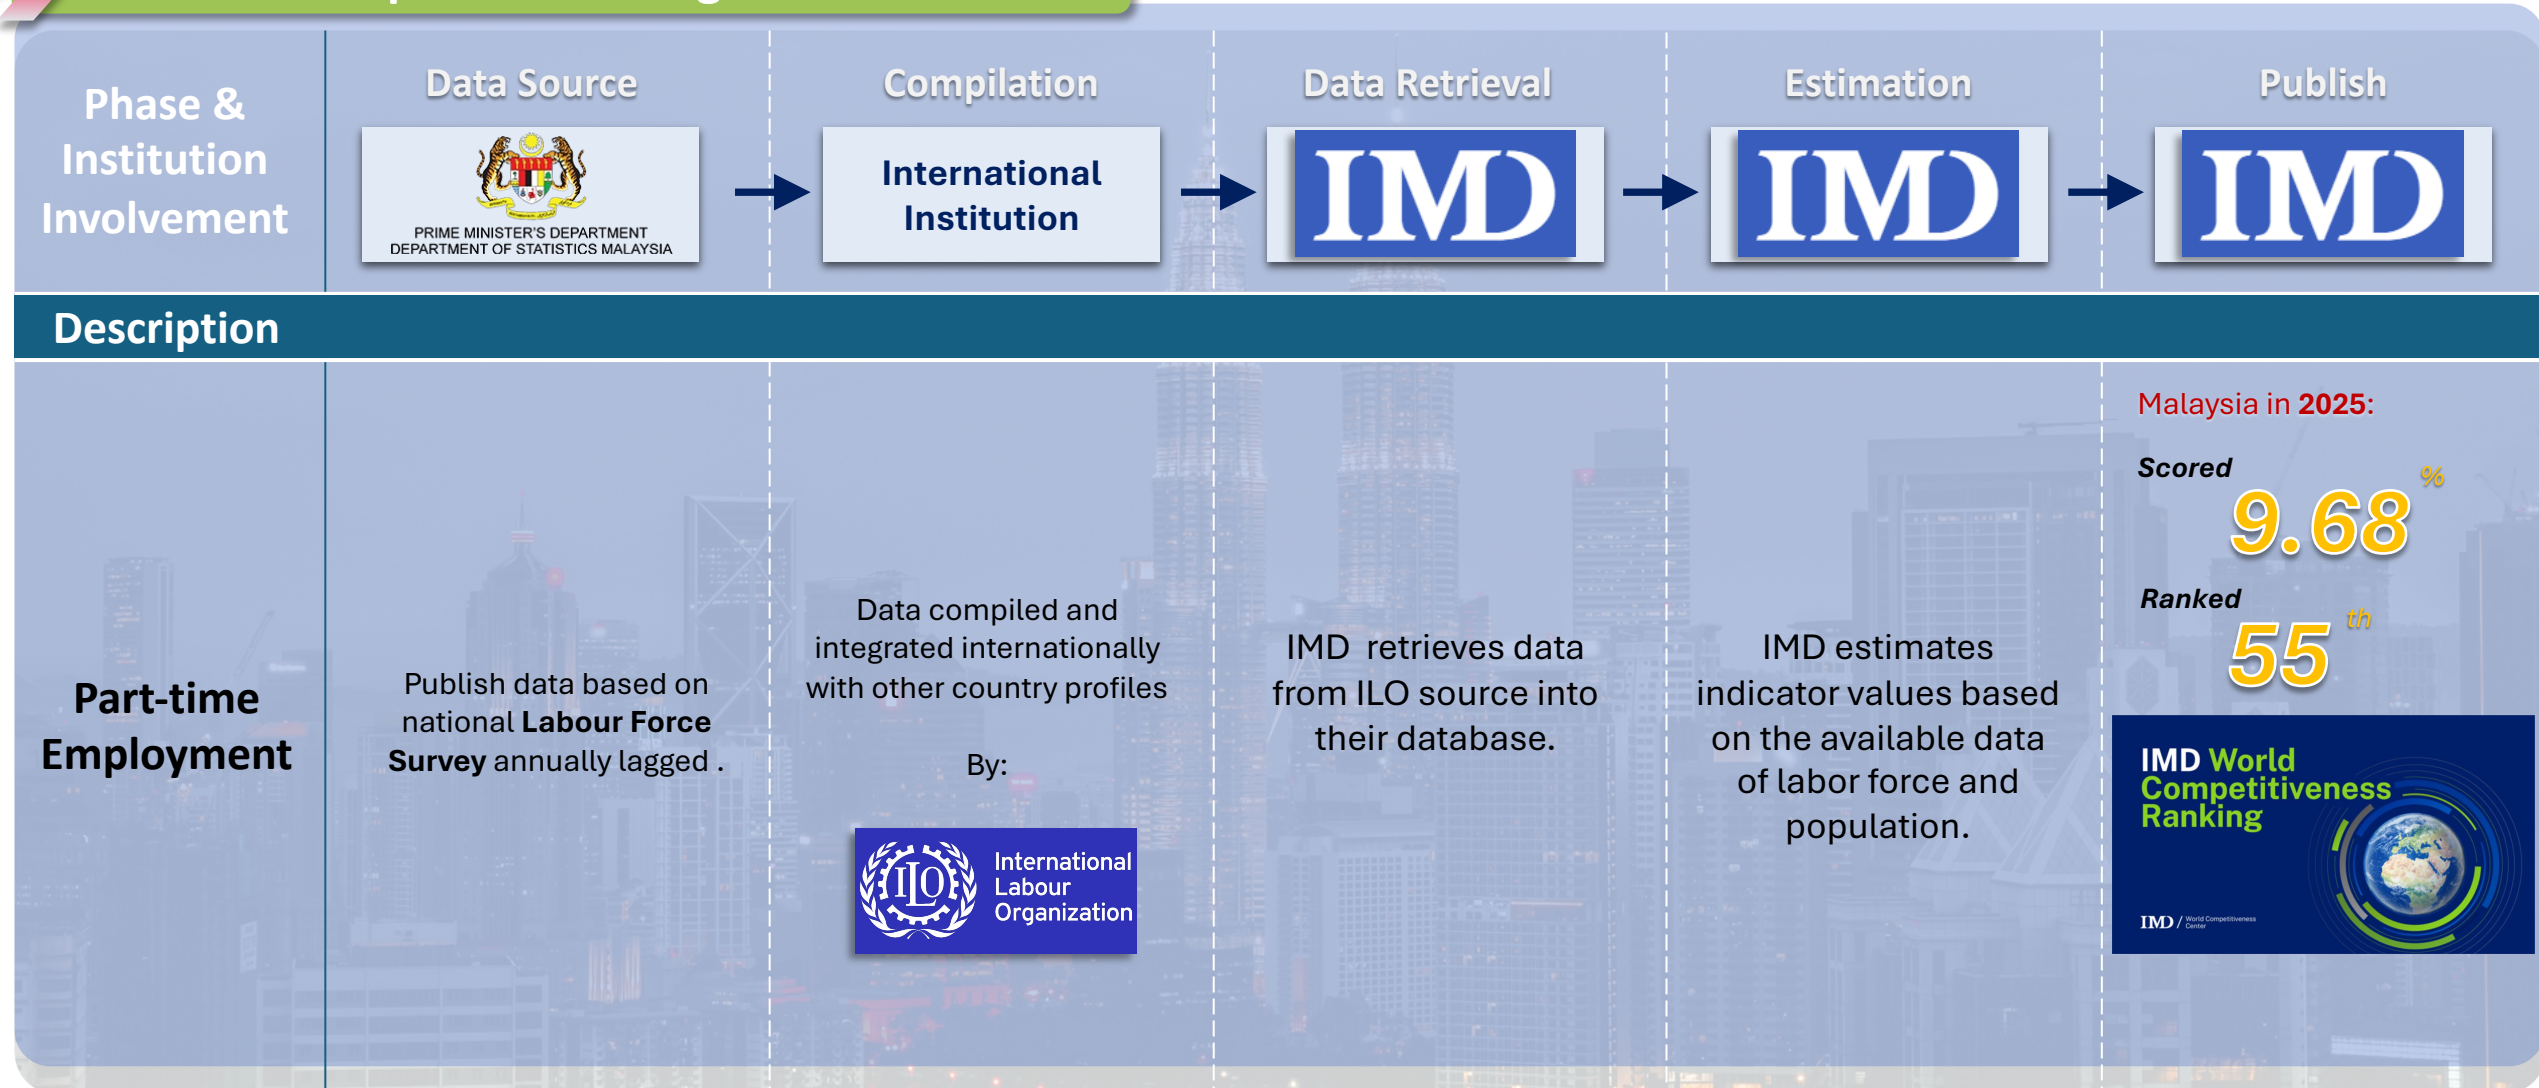 Phase &
Institution
Involvement
Data Source
Compilation
Data Retrieval
Estimation
Publish
PRIME MINISTER'S DEPARTMENT
DEPARTMENT OF STATISTICS MALAYSIA
International
Institution
IMD
IMD
IMD
Description
Part-time
Employment
Publish data based on
national Labour Force
Survey annually lagged .
Data compiled and
integrated internationally
with other country profiles
By:
ILO
International
Labour
Organization
IMD retrieves data
from ILO source into
their database.
IMD estimates
indicator values based
on the available data
of labor force and
population.
Malaysia in 2025:
Scored
9.68 %
Ranked
55 th
IMD World
Competitiveness
Ranking
IMD / World Competitiveness
Center